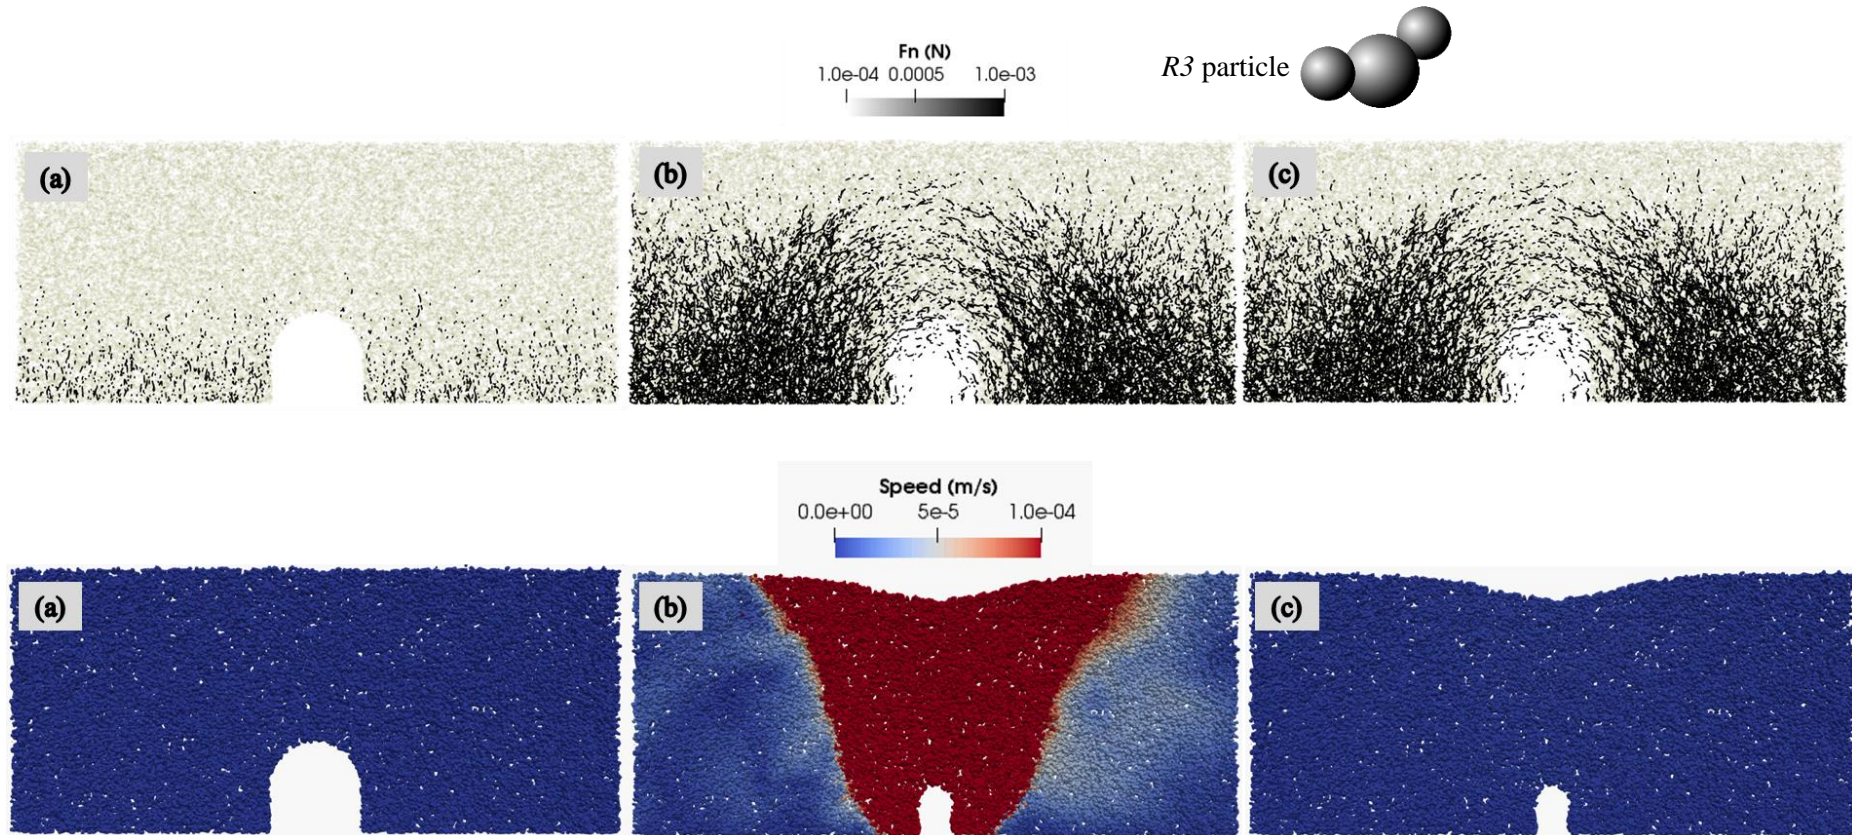 Fn (N)
1.0e-04 0.0005 1.0e-03
R3 particle
(a)
(b)
(c)
Speed (m/s)
0.0e+00 5e-5 1.0e-04
(a)
(b)
(c)